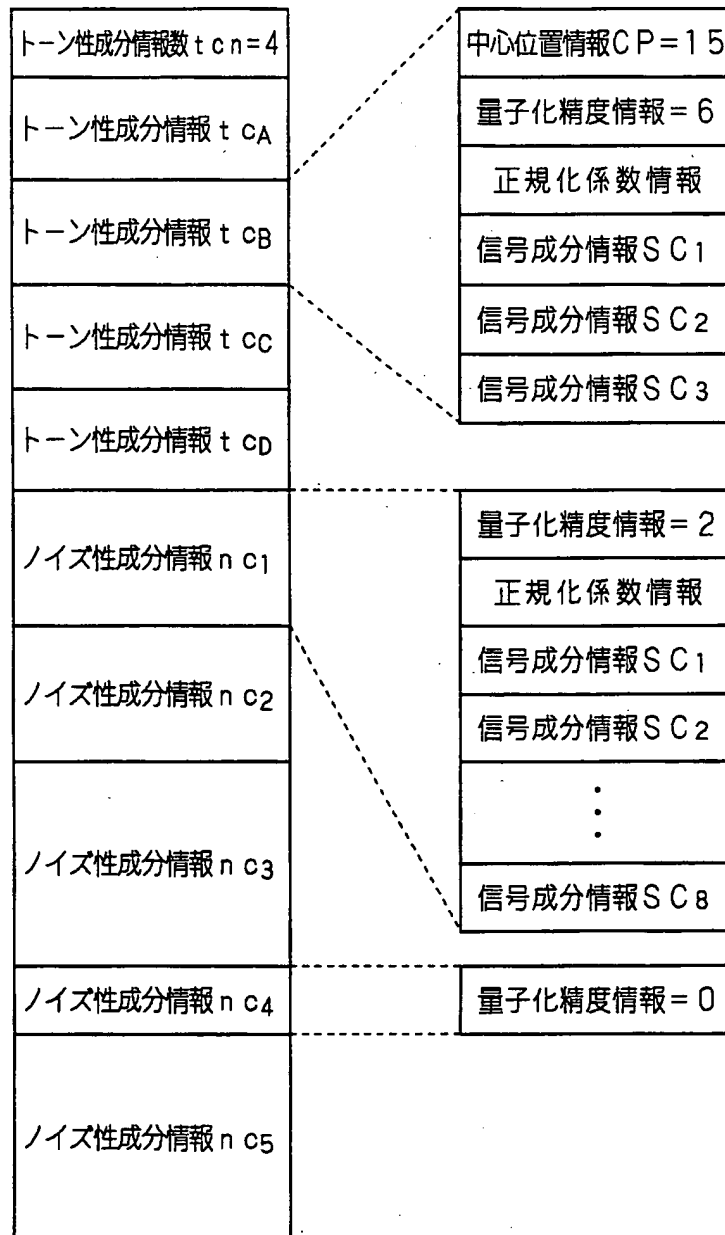 トーン性成分情報数tcn=4
トーン性成分情報tcA
トーン性成分情報tcB
トーン性成分情報tcC
トーン性成分情報tcD
ノイズ性成分情報nc1
ノイズ性成分情報nc2
ノイズ性成分情報nc3
ノイズ性成分情報nc4
ノイズ性成分情報nc5
中心位置情報CP=15
量子化精度情報=6
正規化係数情報
信号成分情報SC1
信号成分情報SC2
信号成分情報SC3
量子化精度情報=2
正規化係数情報
信号成分情報SC1
信号成分情報SC2
⋮
信号成分情報SC8
量子化精度情報=0